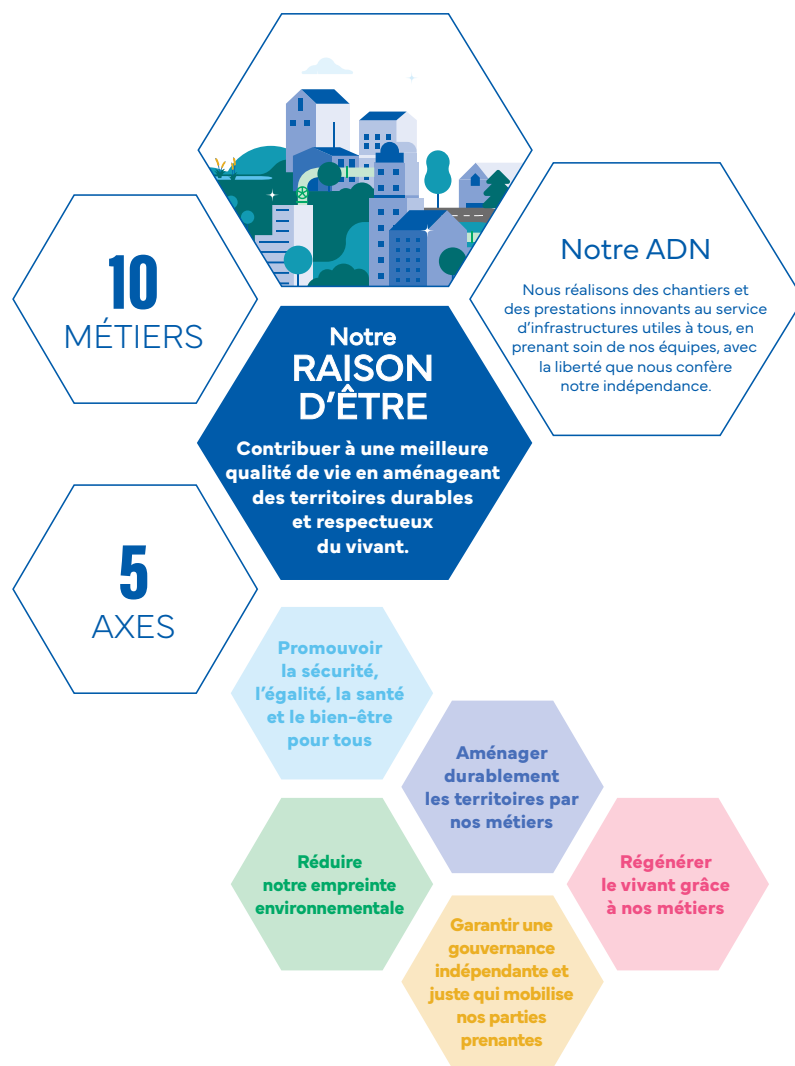 10
MÉTIERS
Notre ADN
Nous réalisons des chantiers et
des prestations innovants au service
d'infrastructures utiles à tous, en
prenant soin de nos équipes, avec
la liberté que nous confère
notre indépendance.
Notre
RAISON
D'ÊTRE
Contribuer à une meilleure
qualité de vie en aménageant
des territoires durables
et respectueux
du vivant.
5
AXES
Promouvoir
la sécurité,
l'égalité, la santé
et le bien-être
pour tous
Aménager
durablement
les territoires par
nos métiers
Réduire
notre empreinte
environnementale
Régénérer
le vivant grâce
à nos métiers
Garantir une
gouvernance
indépendante et
juste qui mobilise
nos parties
prenantes